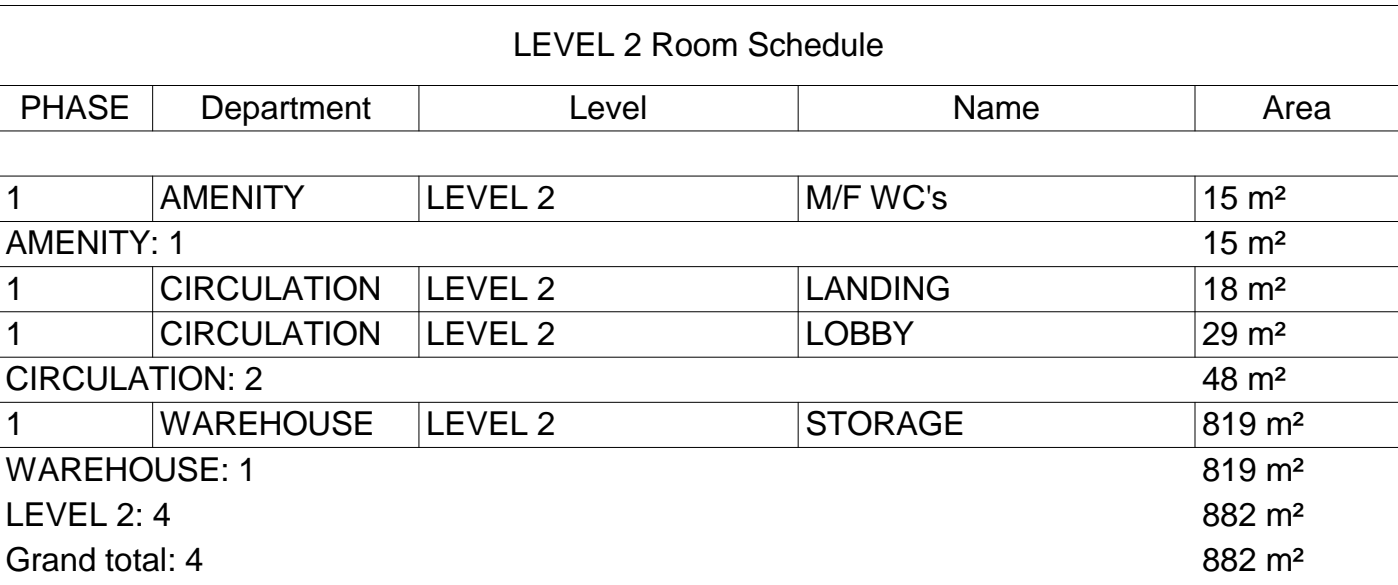 LEVEL 2 Room Schedule
PHASE Department Level Name Area
1 AMENITY LEVEL 2 M/F WC's 15 m²
AMENITY: 1 15 m²
1 CIRCULATION LEVEL 2 LANDING 18 m²
1 CIRCULATION LEVEL 2 LOBBY 29 m²
CIRCULATION: 2 48 m²
1 WAREHOUSE LEVEL 2 STORAGE 819 m²
WAREHOUSE: 1 819 m²
LEVEL 2: 4 882 m²
Grand total: 4 882 m²